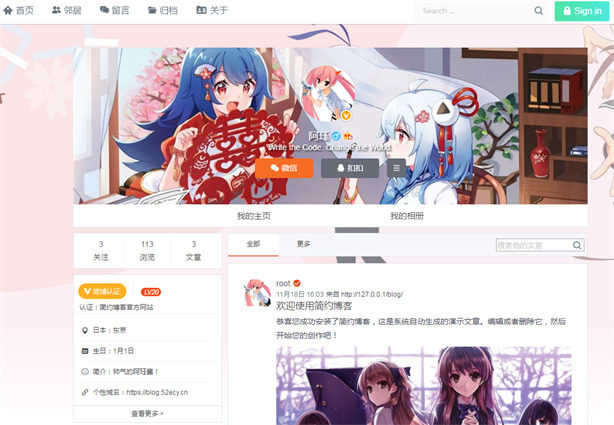 首页 邻居 留言 归档 关于 Search ... Sign in
阿珏
Write the Code. Change the World.
微信 扣扣
我的主页 我的相册
3 113 3
关注 浏览 文章
全部 更多 搜索他的文章
V 微博认证 LV20
认证：简约博客官方网站
日本：东京
生日：1月1日
简介：帅气的阿珏酱！
个性域名：https://blog.52ecy.cn
查看更多 >
root
11月18日 16:03 来自 http://127.0.0.1/blog/
欢迎使用简约博客
恭喜您成功安装了简约博客，这是系统自动生成的演示文章。编辑或者删除它，然后
开始您的创作吧！